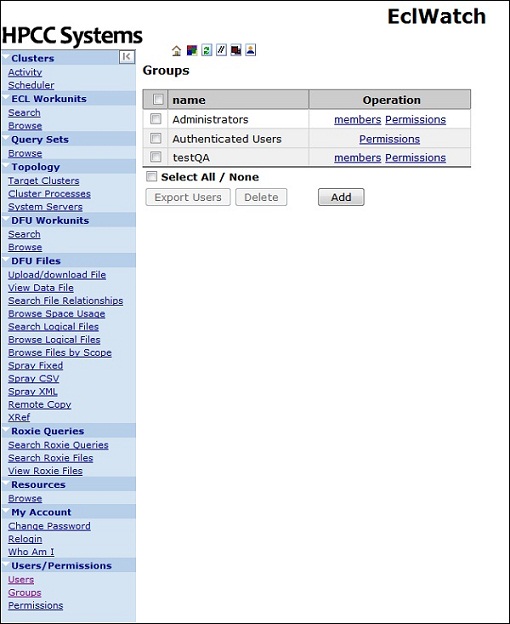 EclWatch
HPCC Systems
Clusters
Activity
Scheduler
ECL Workunits
Search
Browse
Query Sets
Browse
Topology
Target Clusters
Cluster Processes
System Servers
DFU Workunits
Search
Browse
DFU Files
Upload/download File
View Data File
Search File Relationships
Browse Space Usage
Search Logical Files
Browse Logical Files
Browse Files by Scope
Spray Fixed
Spray CSV
Spray XML
Remote Copy
XRef
Roxie Queries
Search Roxie Queries
Search Roxie Files
View Roxie Files
Resources
Browse
My Account
Change Password
Relogin
Who Am I
Users/Permissions
Users
Groups
Permissions
Groups
name Operation
Administrators members Permissions
Authenticated Users Permissions
testQA members Permissions
Select All / None
Export Users Delete Add